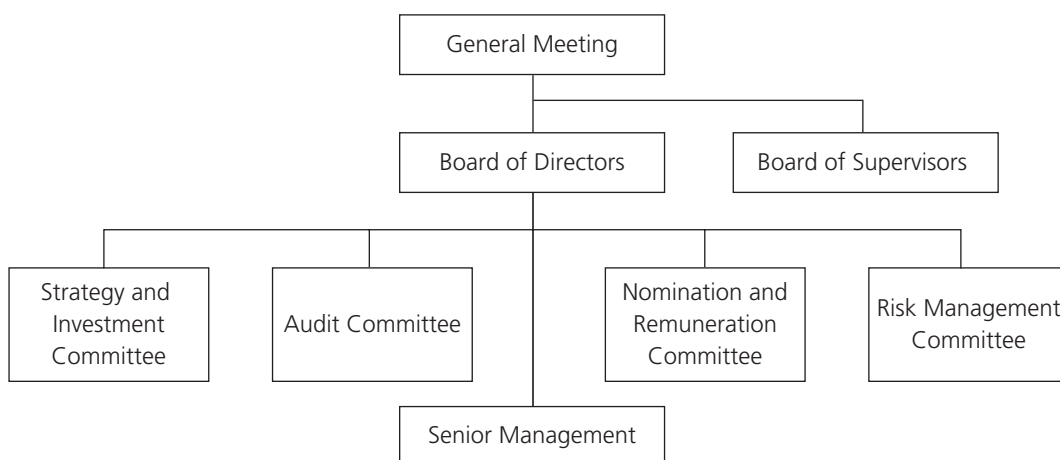 General Meeting
Board of Directors
Board of Supervisors
Strategy and
Investment
Committee
Audit Committee
Nomination and
Remuneration
Committee
Risk Management
Committee
Senior Management